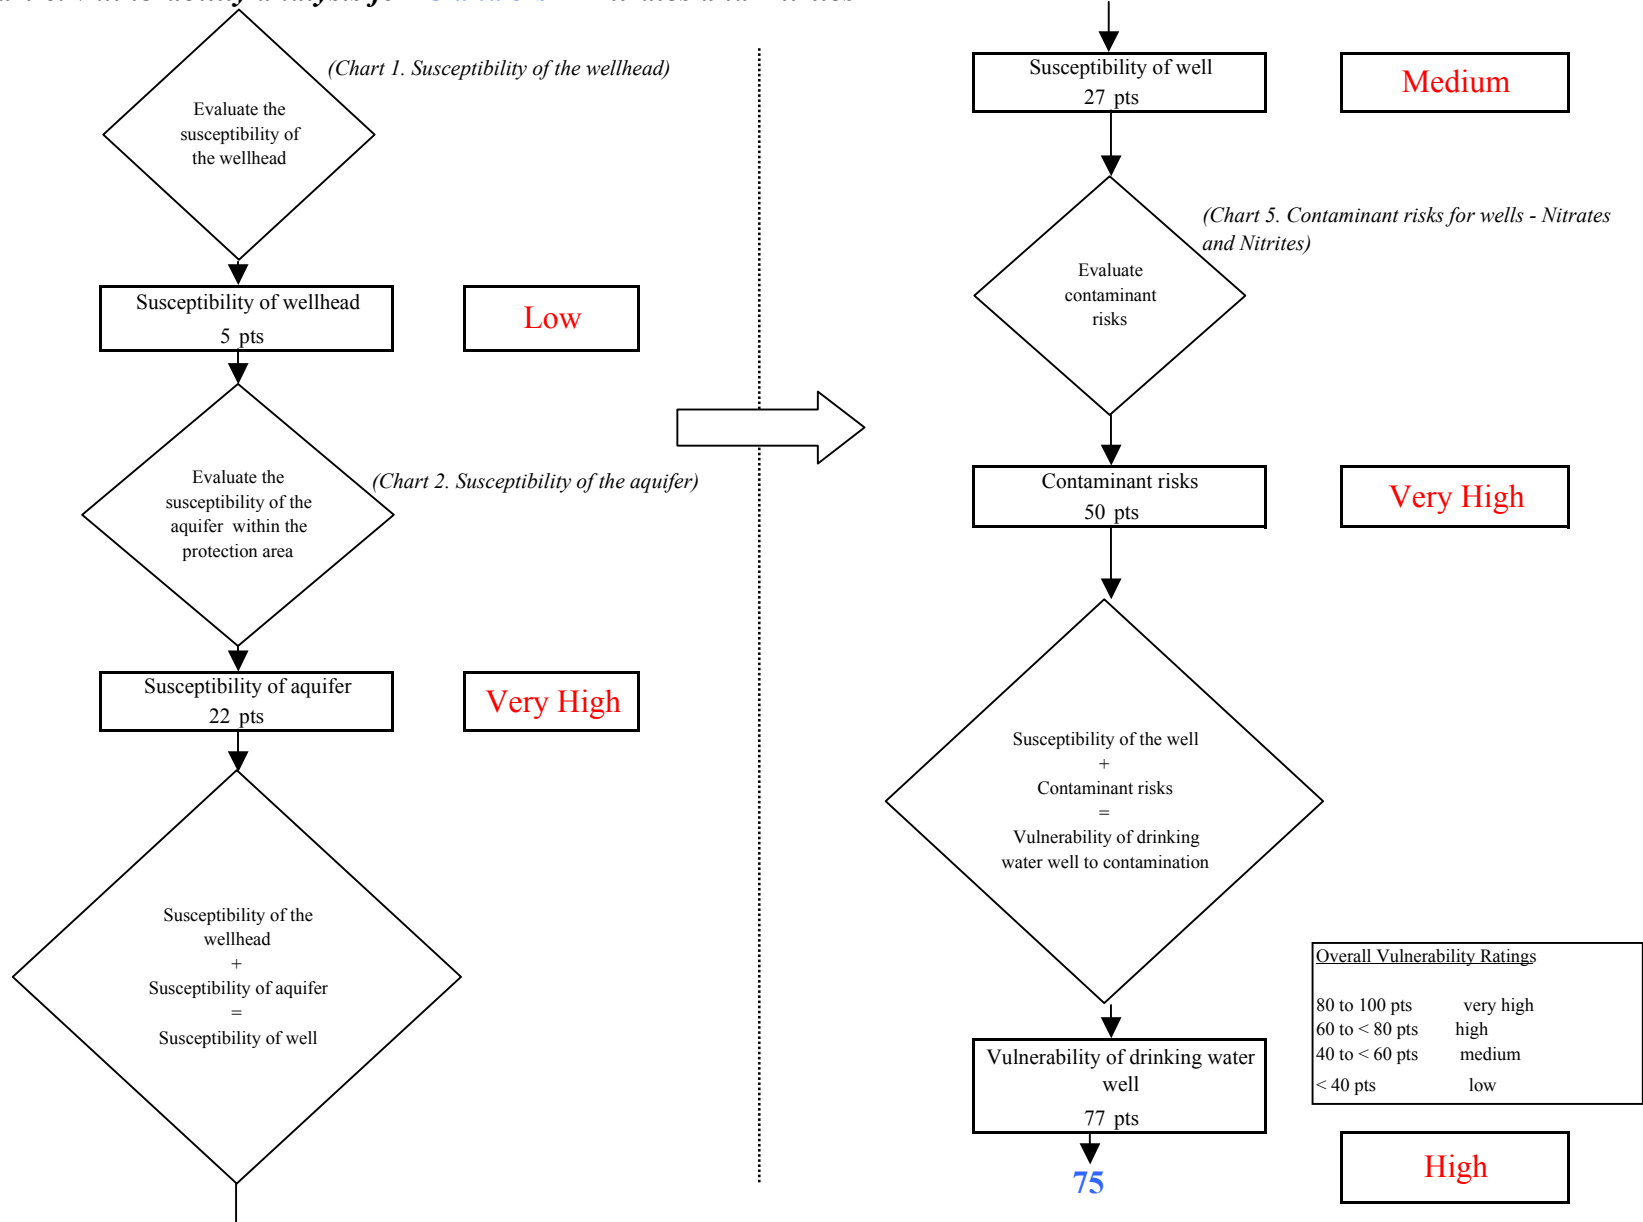 (Chart 1. Susceptibility of the wellhead)
Evaluate the
susceptibility of
the wellhead
Susceptibility of wellhead
5 pts
Low
Evaluate the
susceptibility of the
aquifer within the
protection area
(Chart 2. Susceptibility of the aquifer)
Susceptibility of aquifer
22 pts
Very High
Susceptibility of the
wellhead
+
Susceptibility of aquifer
=
Susceptibility of well
Susceptibility of well
27 pts
Medium
(Chart 5. Contaminant risks for wells - Nitrates
and Nitrites)
Evaluate
contaminant
risks
Contaminant risks
50 pts
Very High
Susceptibility of the well
+
Contaminant risks
=
Vulnerability of drinking
water well to contamination
Vulnerability of drinking water
well
77 pts
75
Overall Vulnerability Ratings
80 to 100 pts very high
60 to < 80 pts high
40 to < 60 pts medium
< 40 pts low
High